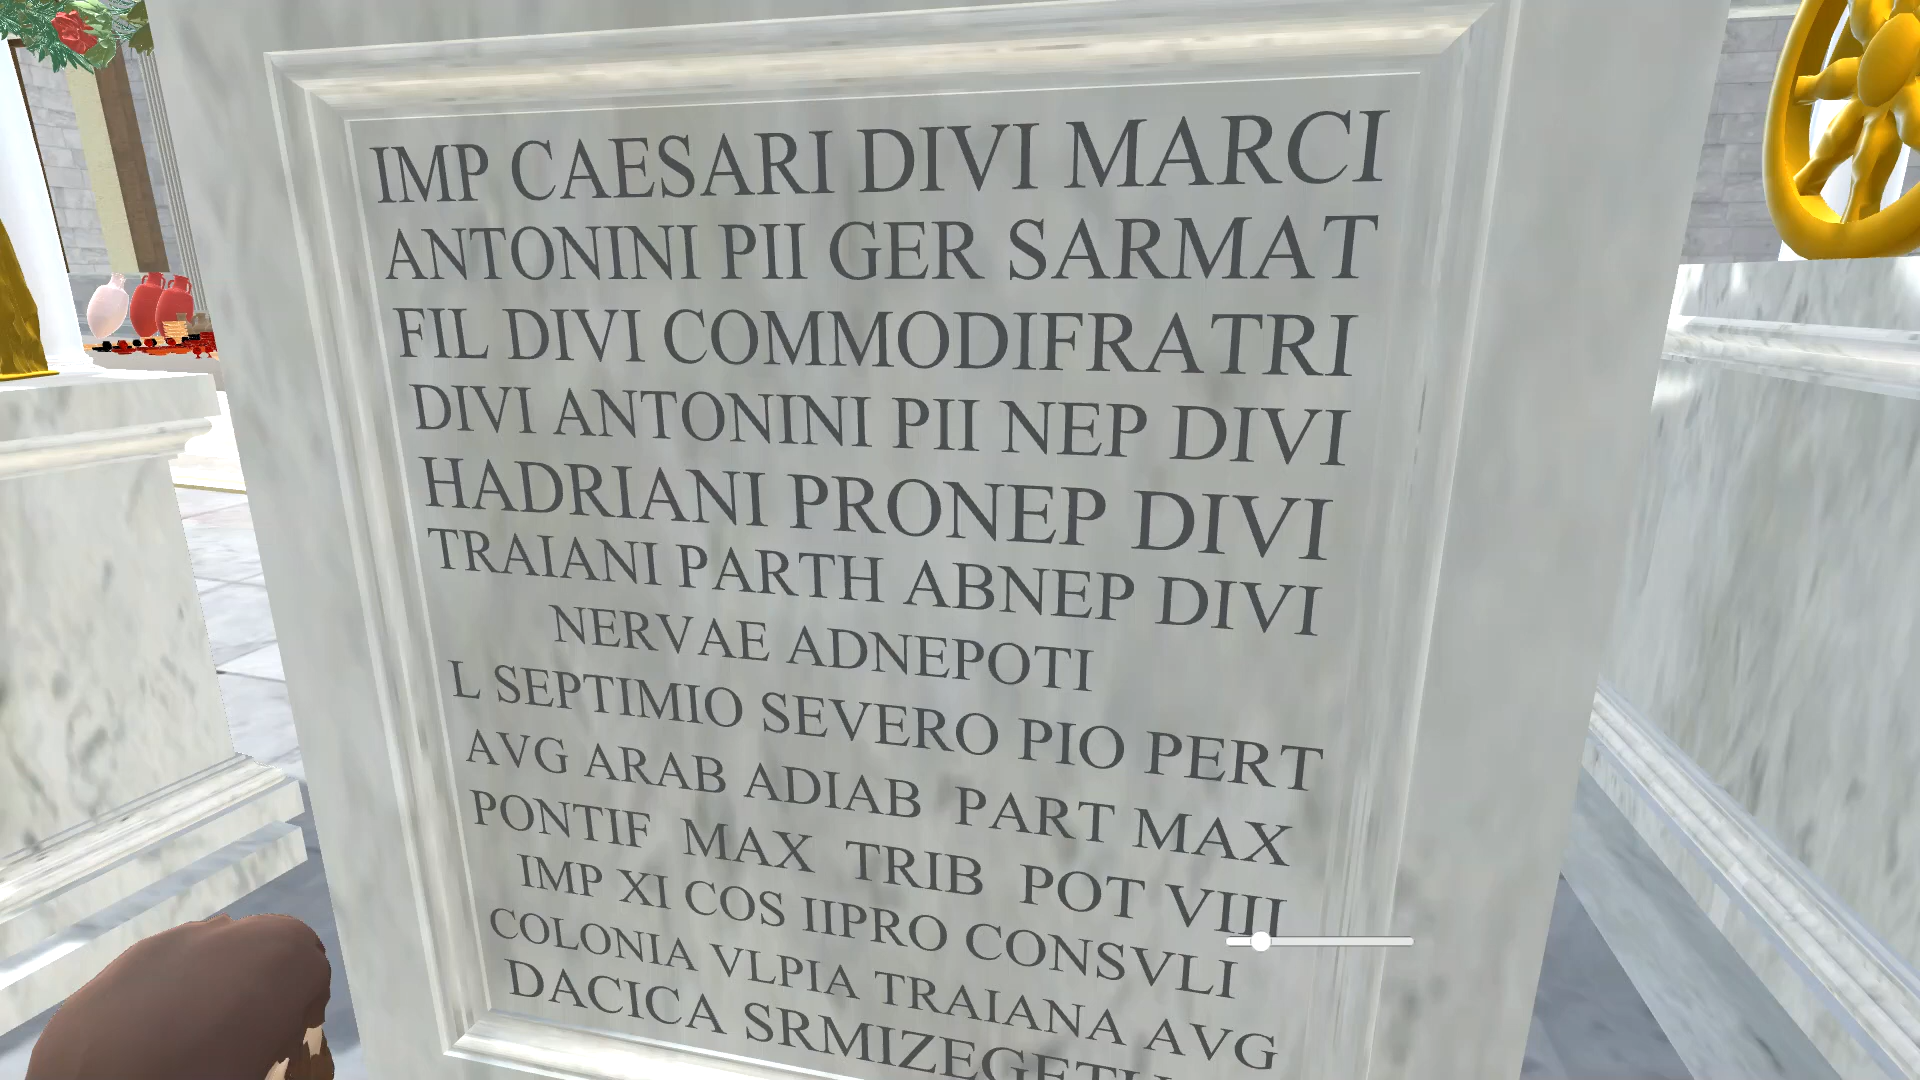 IMP CAESARI DIVI MARCI
ANTONINI PII GER SARMAT
FIL DIVI COMMODIFRATRI
DIVI ANTONINI PII NEP DIVI
HADRIANI PRONEP DIVI
TRAIANI PARTH ABNEP DIVI
NERVAE ADNEPOTI
L SEPTIMIO SEVERO PIO PERT
AVG ARAB ADIAB PART MAX
PONTIF MAX TRIB POT VIII
IMP XI COS IIPRO CONSVLI
COLONIA VLPIA TRAIANA AVG
DACICA